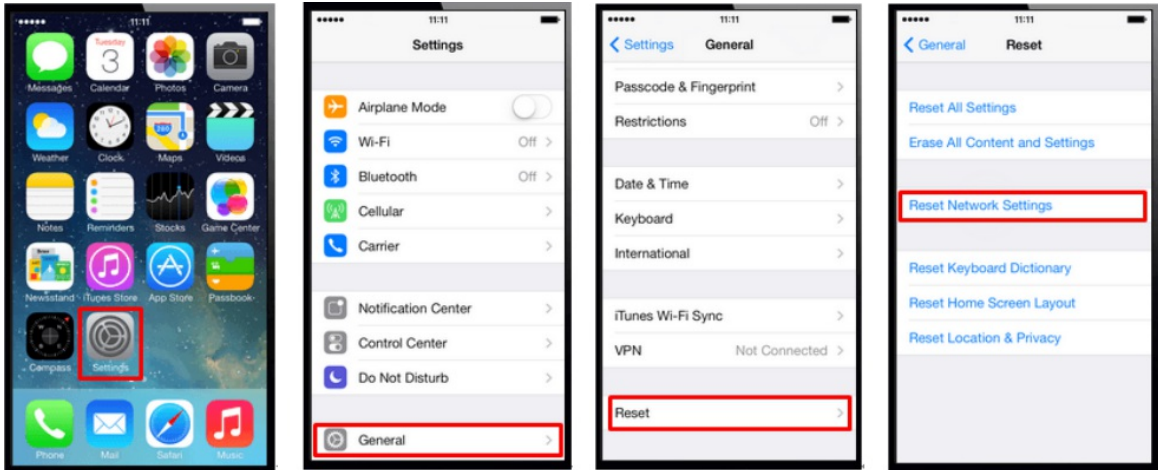 11:11
Tuesday
3
Messages
Calendar
Photos
Camera
280
Weather
Clock
Maps
Videos
Notes
Reminders
Stocks
Game Center
Newsstand
iTunes Store
App Store
Passbook
Compass
Settings
Phone
Mail
Safari
Music
11:11
Settings
Airplane Mode
Wi-Fi Off
Bluetooth Off
Cellular
Carrier
Notification Center
Control Center
Do Not Disturb
General
11:11
Settings General
Passcode & Fingerprint
Restrictions Off
Date & Time
Keyboard
International
iTunes Wi-Fi Sync
VPN Not Connected
Reset
11:11
General Reset
Reset All Settings
Erase All Content and Settings
Reset Network Settings
Reset Keyboard Dictionary
Reset Home Screen Layout
Reset Location & Privacy